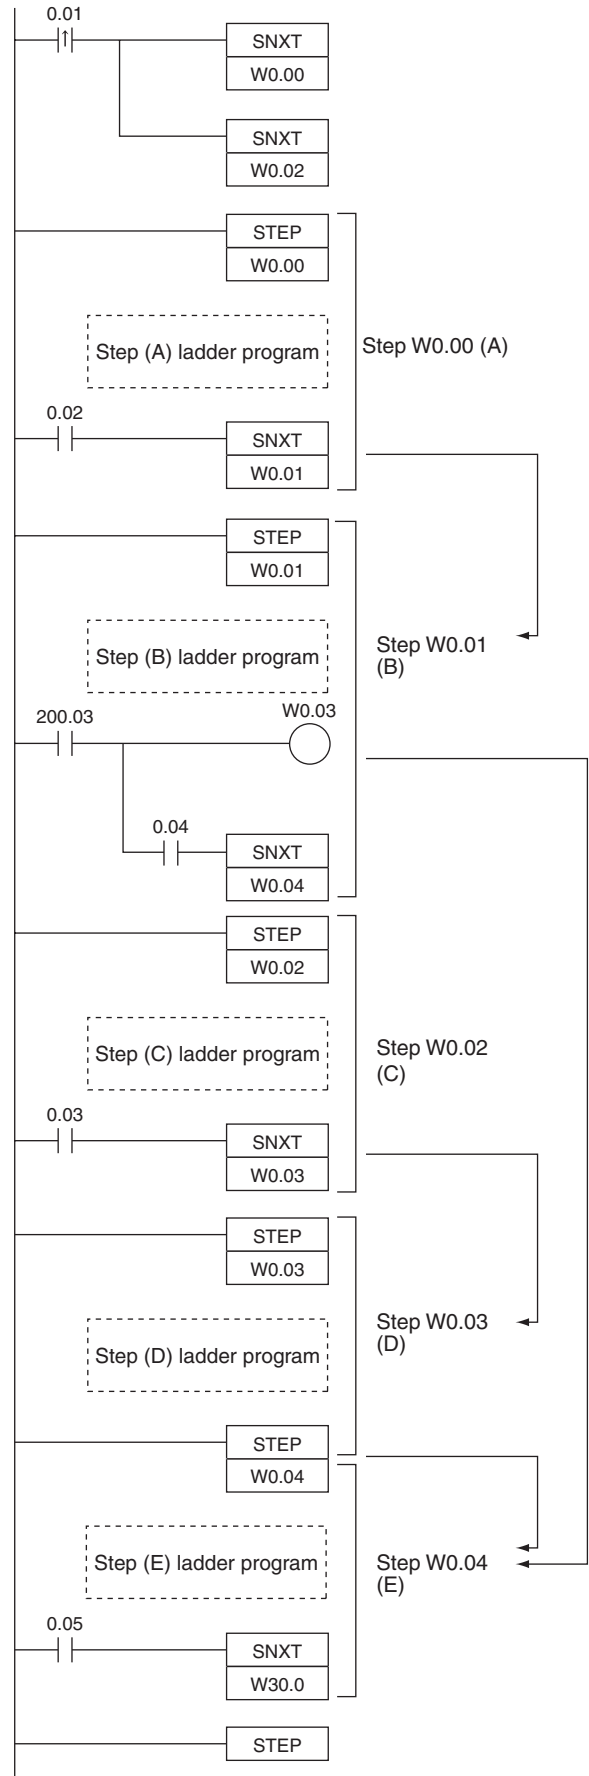 0.01
SNXT
W0.00
SNXT
W0.02
STEP
W0.00
Step (A) ladder program
Step W0.00 (A)
0.02
SNXT
W0.01
STEP
W0.01
Step (B) ladder program
Step W0.01
(B)
200.03
W0.03
0.04
SNXT
W0.04
STEP
W0.02
Step (C) ladder program
Step W0.02
(C)
0.03
SNXT
W0.03
STEP
W0.03
Step (D) ladder program
Step W0.03
(D)
STEP
W0.04
Step (E) ladder program
Step W0.04
(E)
0.05
SNXT
W30.0
STEP